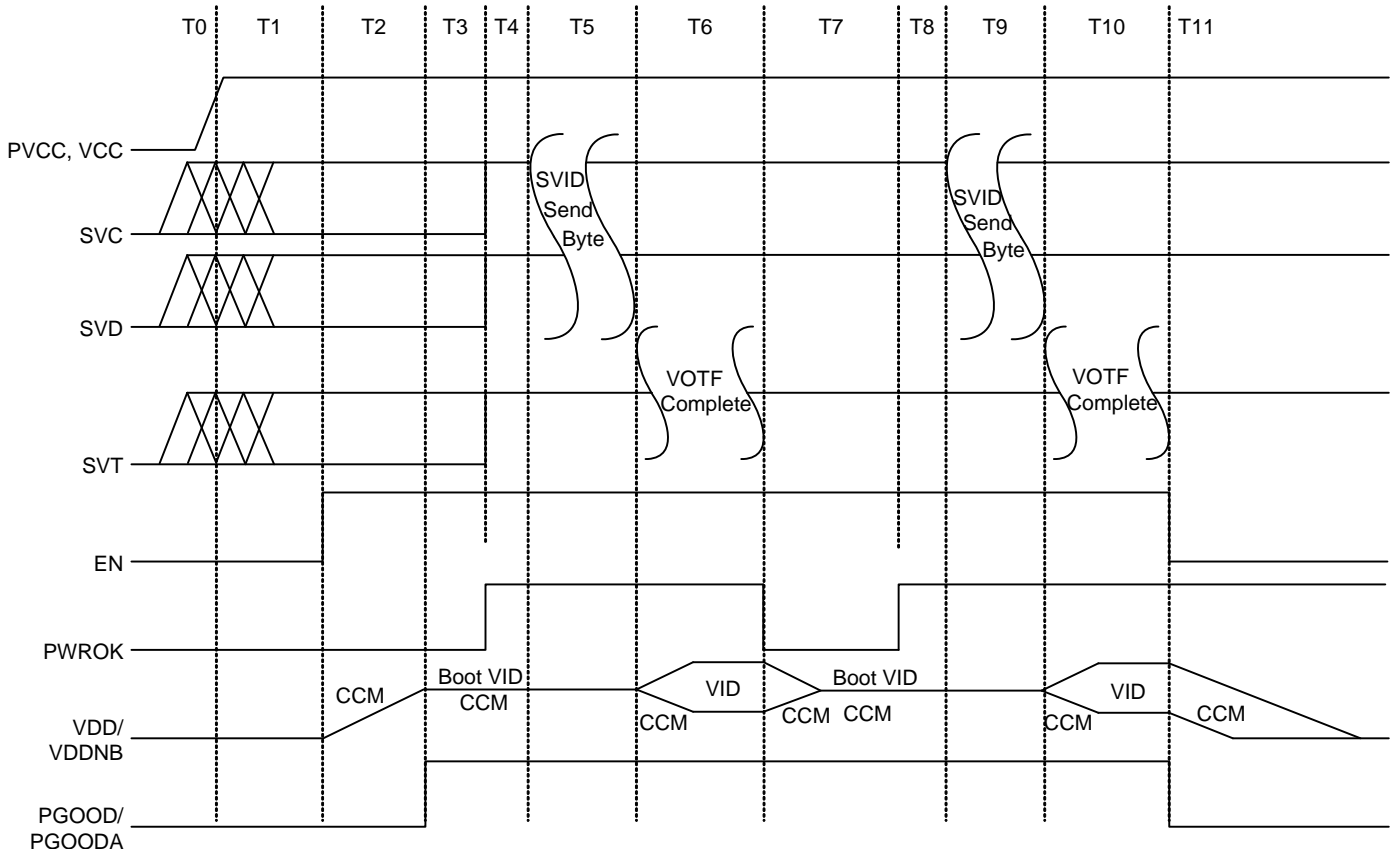 T0 T1 T2 T3 T4 T5 T6 T7 T8 T9 T10 T11
PVCC, VCC
SVID
Send
Byte
SVID
Send
Byte
SVC
SVD
VOTF
Complete
VOTF
Complete
SVT
EN
PWROK
Boot VID
CCM
CCM
VID
CCM
Boot VID
CCM CCM
VID
CCM
CCM
VDD/
VDDNB
PGOOD/
PGOODA